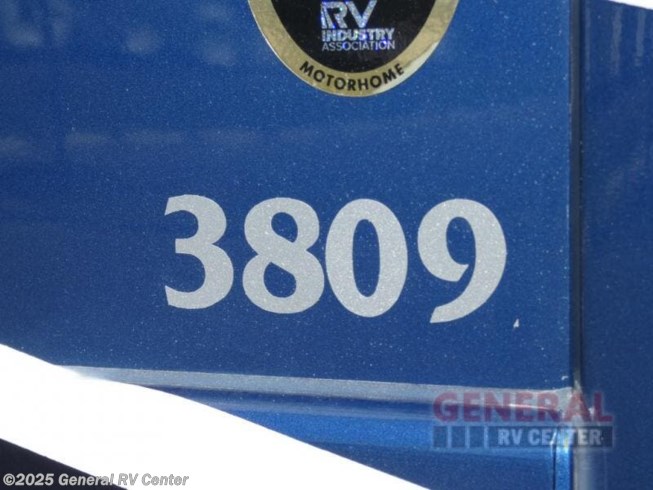 RV
INDUSTRY
ASSOCIATION
MOTORHOME
3809
GENERAL
RV CENTER
©2025 General RV Center